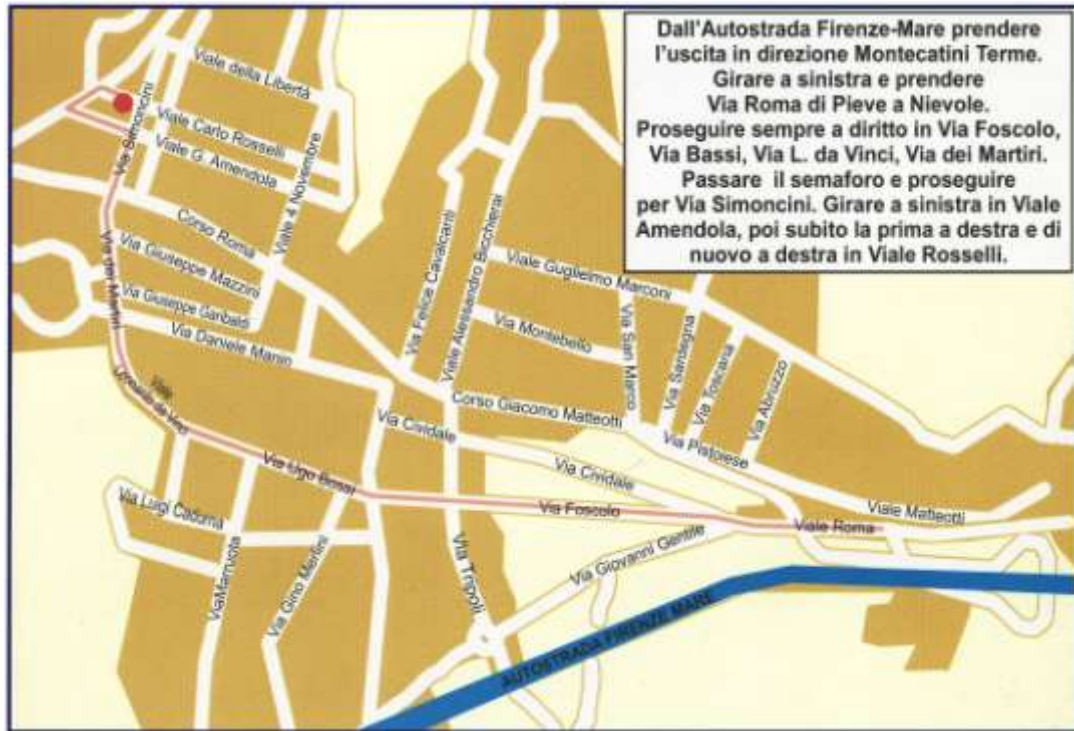 Dall'Autostrada Firenze-Mare prendere
l'uscita in direzione Montecatini Terme.
Girare a sinistra e prendere
Via Roma di Pieve a Nievole.
Proseguire sempre a diritto in Via Foscolo,
Via Bassi, Via L. da Vinci, Via dei Martiri.
Passare il semaforo e proseguire
per Via Simoncini. Girare a sinistra in Viale
Amendola, poi subito la prima a destra e di
nuovo a destra in Viale Rosselli.
Viale della Libertà
Via Simoncini
Viale Carlo Rosselli
Viale G. Amendola
Viale 4 Novembre
Corso Roma
Via dei Martiri
Via Giuseppe Mazzini
Via Giuseppe Garibaldi
Via Daniele Manin
Via Felice Cavalcanti
Viale Alessandro Bicchierai
Viale Guglielmo Marconi
Via Montebello
Via San Marco
Via Sardegna
Via Toscana
Via Abruzzo
Viale
Leonardo da Vinci
Corso Giacomo Matteotti
Via Cividale
Via Pistoiese
Via Cividale
Via Ugo Bassi
Via Luigi Cadorna
Via Foscolo
Viale Matteotti
Viale Roma
Via Giovanni Gentile
Via Tripoli
Via Gino Merlini
Via Marruota
AUTOSTRADA FIRENZE MARE